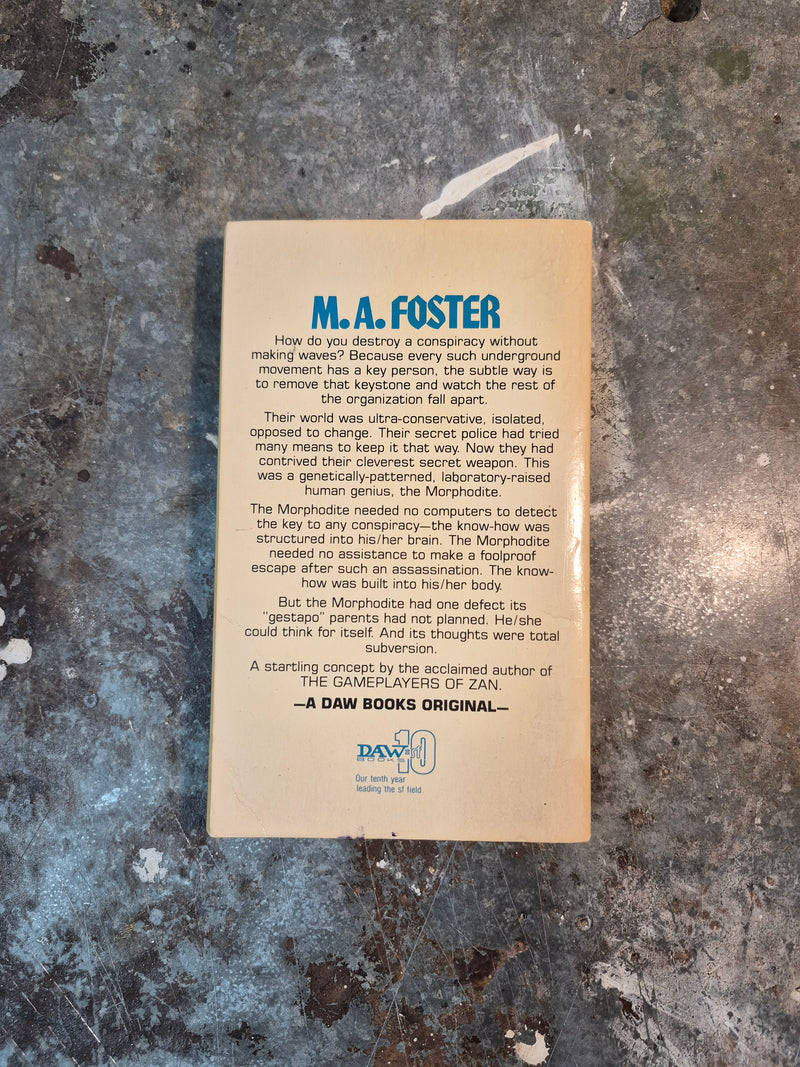 M.A. FOSTER
How do you destroy a conspiracy without
making waves? Because every such underground
movement has a key person, the subtle way is
to remove that keystone and watch the rest of
the organization fall apart.
Their world was ultra-conservative, isolated,
opposed to change. Their secret police had tried
many means to keep it that way. Now they had
contrived their cleverest secret weapon. This
was a genetically-patterned, laboratory-raised
human genius, the Morphodite.
The Morphodite needed no computers to detect
the key to any conspiracy—the know-how was
structured into his/her brain. The Morphodite
needed no assistance to make a foolproof
escape after such an assassination. The know-
how was built into his/her body.
But the Morphodite had one defect its
"gestapo" parents had not planned. He/she
could think for itself. And its thoughts were total
subversion.
A startling concept by the acclaimed author of
THE GAMEPLAYERS OF ZAN.
—A DAW BOOKS ORIGINAL—
DAW 10
BOOKS
Our tenth year
leading the sf field.